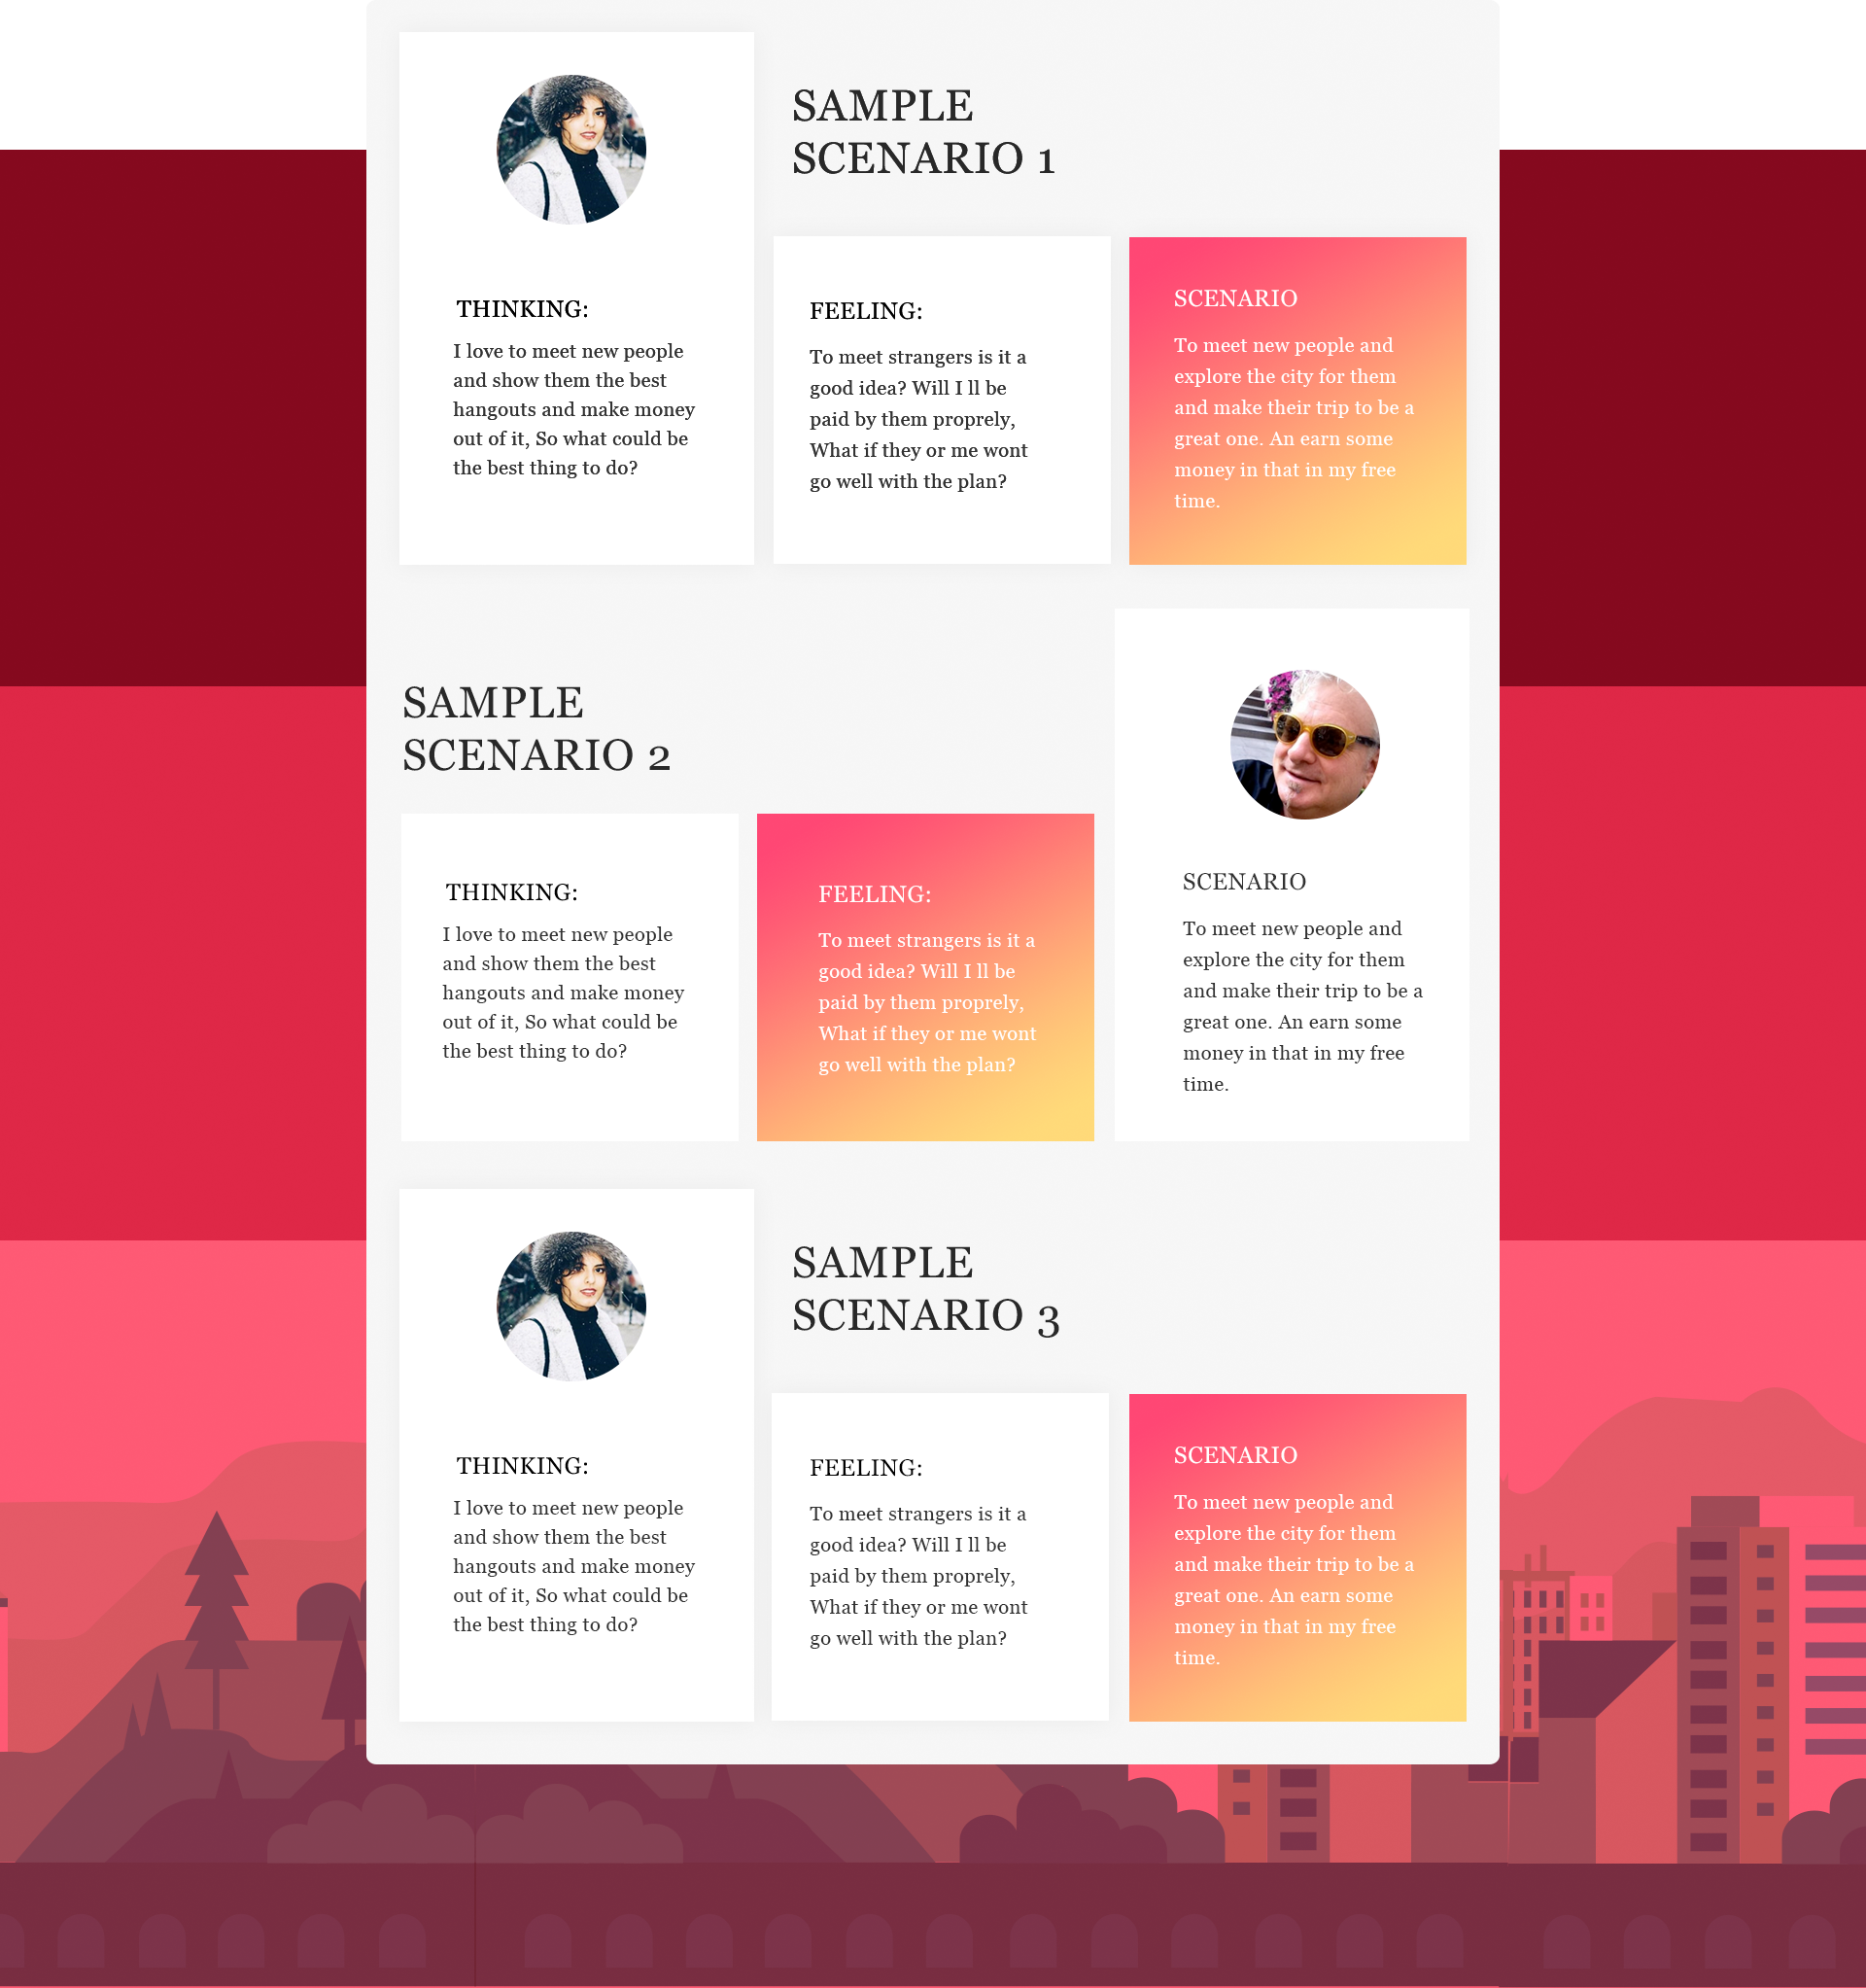 SAMPLE
SCENARIO 1
THINKING:
I love to meet new people
and show them the best
hangouts and make money
out of it, So what could be
the best thing to do?
FEELING:
To meet strangers is it a
good idea? Will I ll be
paid by them proprely,
What if they or me wont
go well with the plan?
SCENARIO
To meet new people and
explore the city for them
and make their trip to be a
great one. An earn some
money in that in my free
time.
SAMPLE
SCENARIO 2
THINKING:
I love to meet new people
and show them the best
hangouts and make money
out of it, So what could be
the best thing to do?
FEELING:
To meet strangers is it a
good idea? Will I ll be
paid by them proprely,
What if they or me wont
go well with the plan?
SCENARIO
To meet new people and
explore the city for them
and make their trip to be a
great one. An earn some
money in that in my free
time.
SAMPLE
SCENARIO 3
THINKING:
I love to meet new people
and show them the best
hangouts and make money
out of it, So what could be
the best thing to do?
FEELING:
To meet strangers is it a
good idea? Will I ll be
paid by them proprely,
What if they or me wont
go well with the plan?
SCENARIO
To meet new people and
explore the city for them
and make their trip to be a
great one. An earn some
money in that in my free
time.